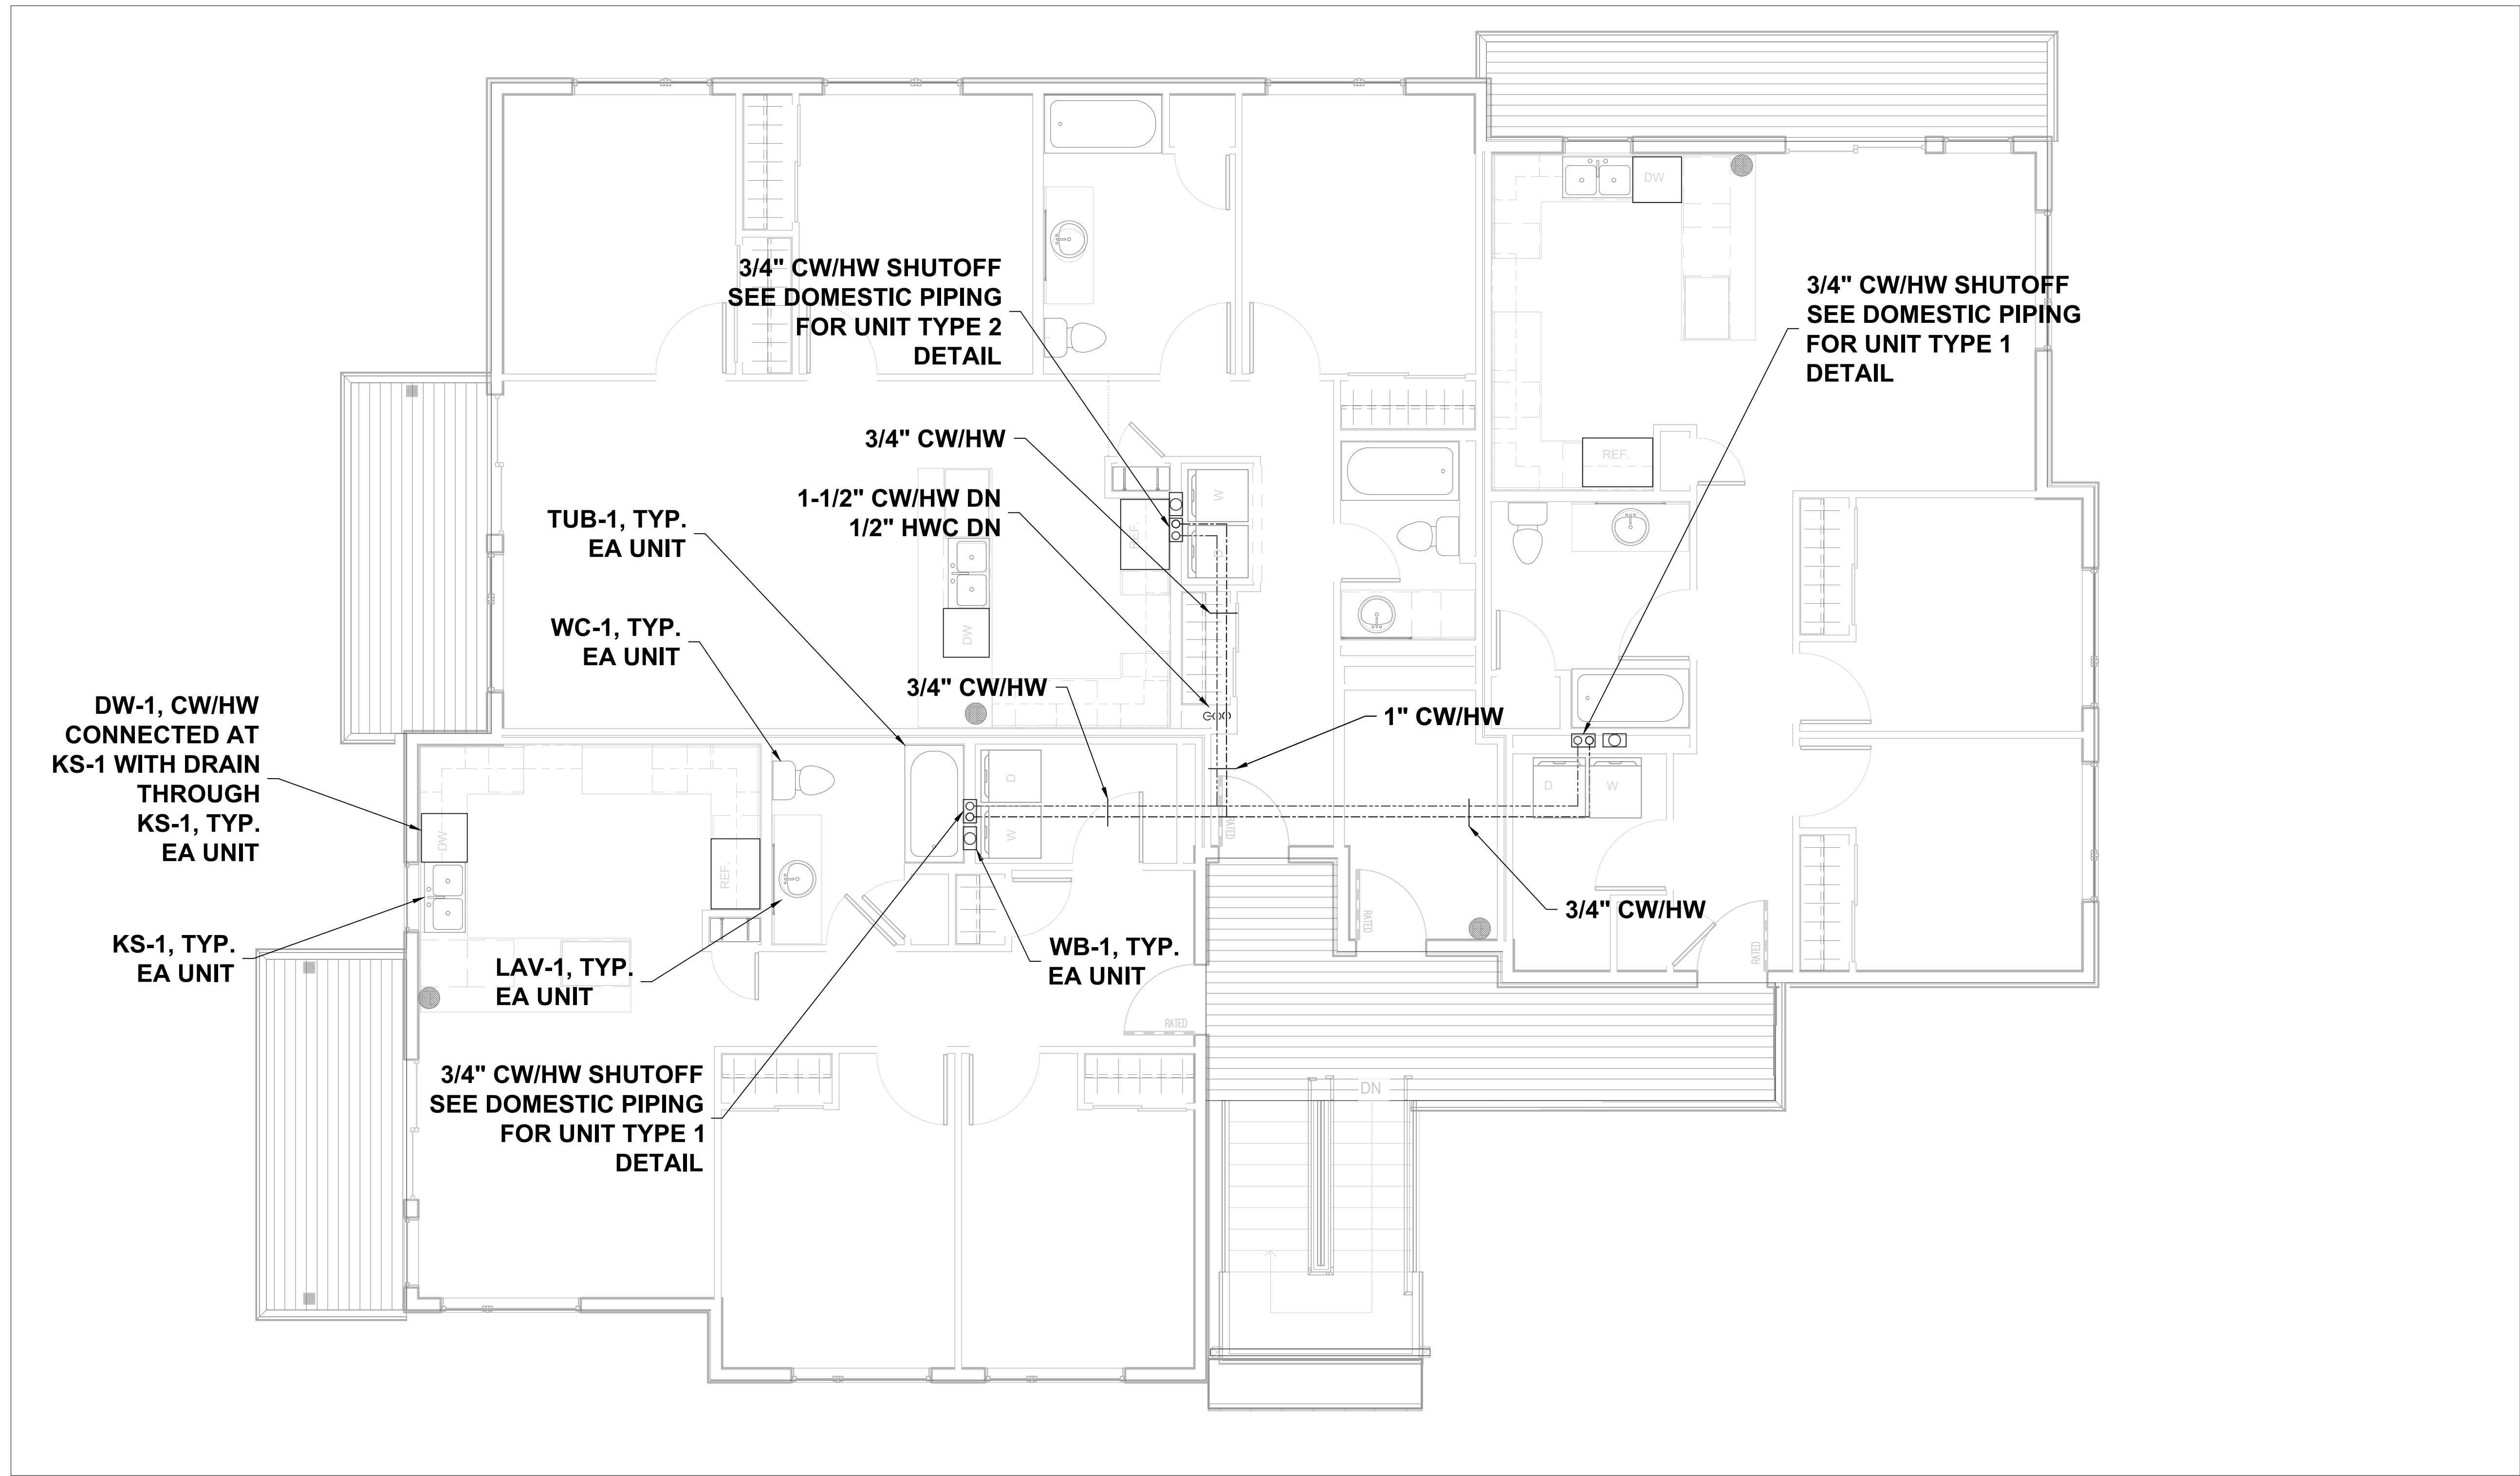 DW
3/4" CW/HW SHUTOFF
SEE DOMESTIC PIPING
FOR UNIT TYPE 2
DETAIL
3/4" CW/HW SHUTOFF
SEE DOMESTIC PIPING
FOR UNIT TYPE 1
DETAIL
3/4" CW/HW
REF.
1-1/2" CW/HW DN
1/2" HWC DN
W
D
REF.
DW
TUB-1, TYP.
EA UNIT
WC-1, TYP.
EA UNIT
3/4" CW/HW
1" CW/HW
DW-1, CW/HW
CONNECTED AT
KS-1 WITH DRAIN
THROUGH
KS-1, TYP.
EA UNIT
DW
REF.
D
W
RATED
D
W
3/4" CW/HW
RATED
RATED
KS-1, TYP.
EA UNIT
LAV-1, TYP.
EA UNIT
WB-1, TYP.
EA UNIT
RATED
3/4" CW/HW SHUTOFF
SEE DOMESTIC PIPING
FOR UNIT TYPE 1
DETAIL
DN